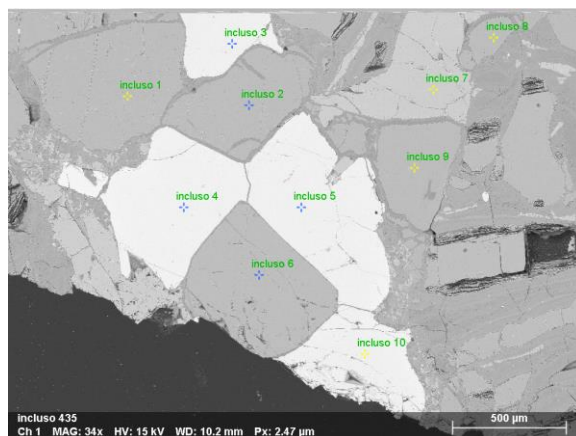 incluso 3
incluso 8
incluso 1
incluso 7
incluso 2
incluso 9
incluso 4
incluso 5
incluso 6
incluso 10
incluso 435
500 µm
Ch 1 MAG: 34x HV: 15 kV WD: 10.2 mm Px: 2.47 µm